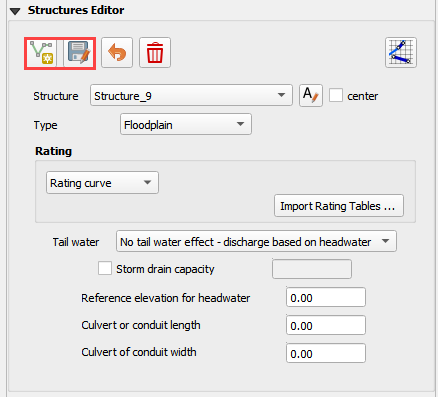 Structures Editor
Structure Structure_9 center
Type Floodplain
Rating
Rating curve
Import Rating Tables ...
Tail water No tail water effect - discharge based on headwater
Storm drain capacity
Reference elevation for headwater 0.00
Culvert or conduit length 0.00
Culvert of conduit width 0.00